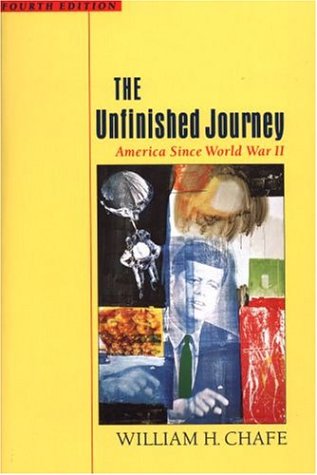 FOURTH EDITION
THE
Unfinished Journey
America Since World War II
WILLIAM H. CHAFE